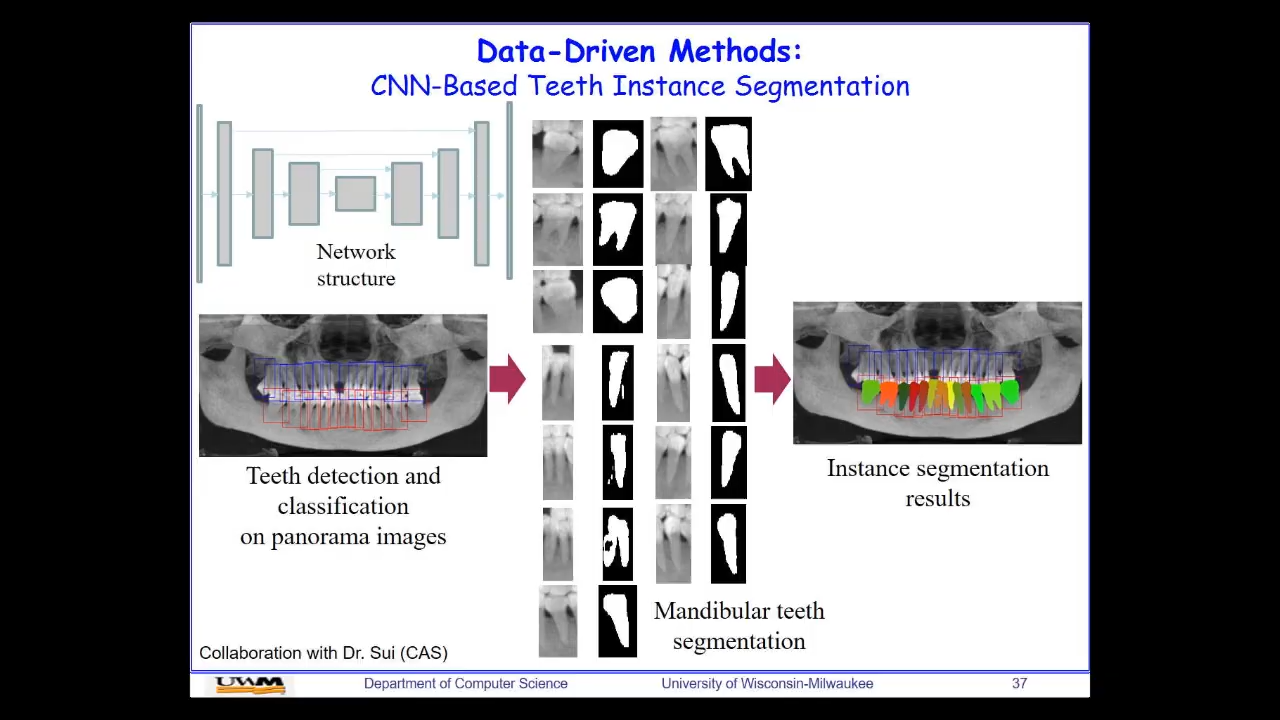 Data-Driven Methods:
CNN-Based Teeth Instance Segmentation
Network
structure
Teeth detection and
classification
on panorama images
Mandibular teeth
segmentation
Instance segmentation
results
Collaboration with Dr. Sui (CAS)
UWM
Department of Computer Science
University of Wisconsin-Milwaukee
37